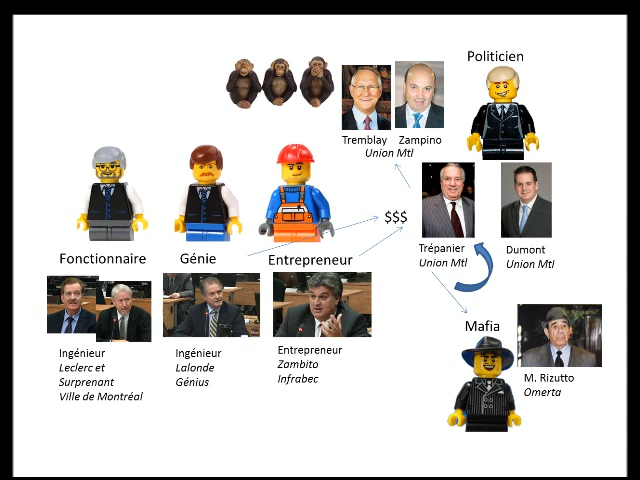 Politicien
Tremblay Zampino
Union Mtl
$$$
Trépanier
Union Mtl
Dumont
Union Mtl
Fonctionnaire
Génie
Entrepreneur
Ingénieur
Leclerc et
Surprenant
Ville de Montréal
Ingénieur
Lalonde
Génius
Entrepreneur
Zambito
Infrabec
Mafia
M. Rizutto
Omerta